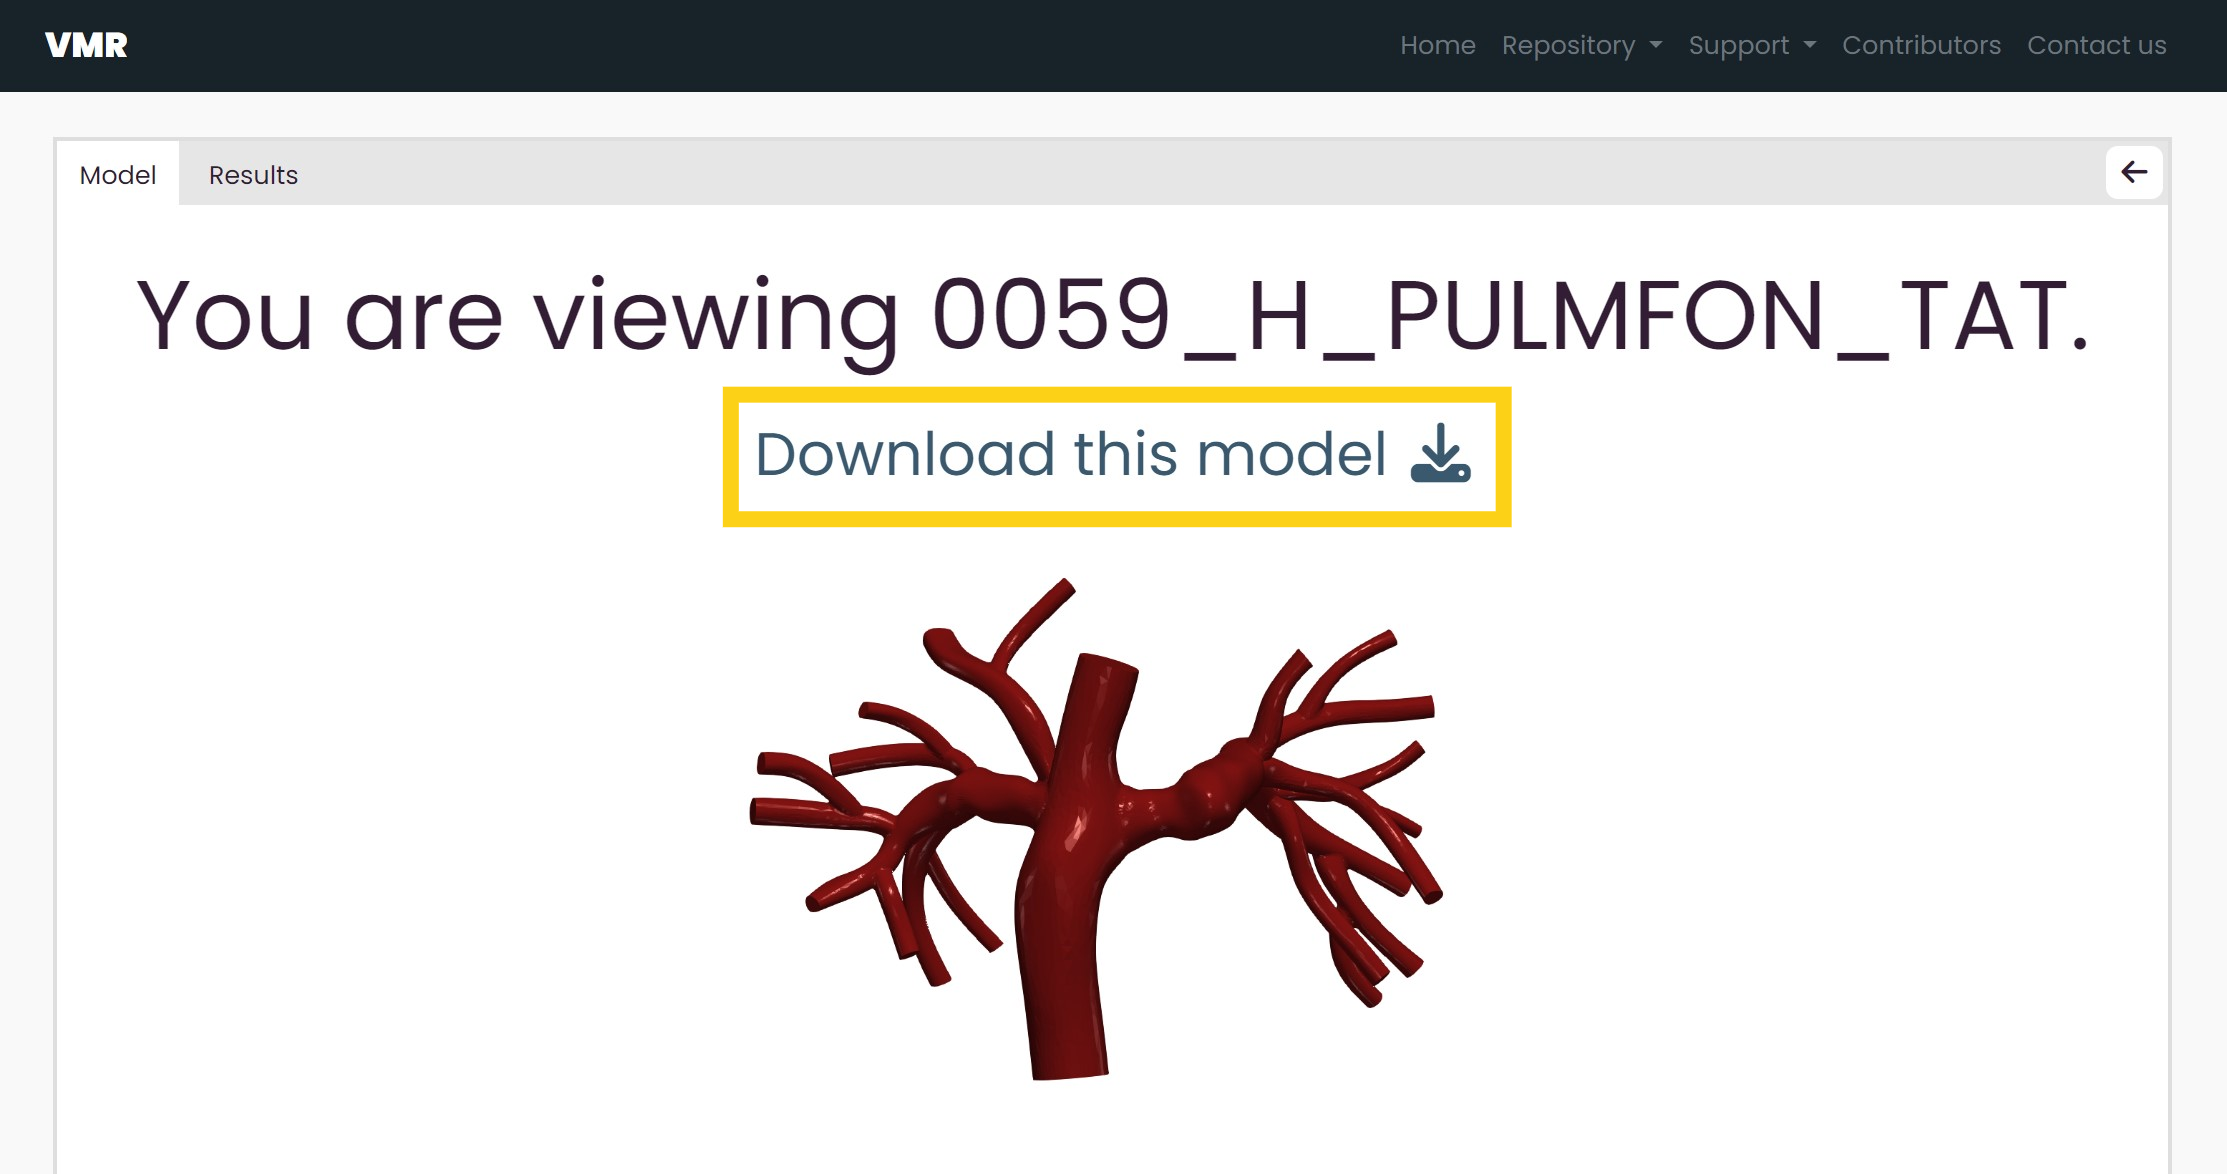 VMR
Home Repository Support Contributors Contact us
Model Results
You are viewing 0059_H_PULMFON_TAT.
Download this model